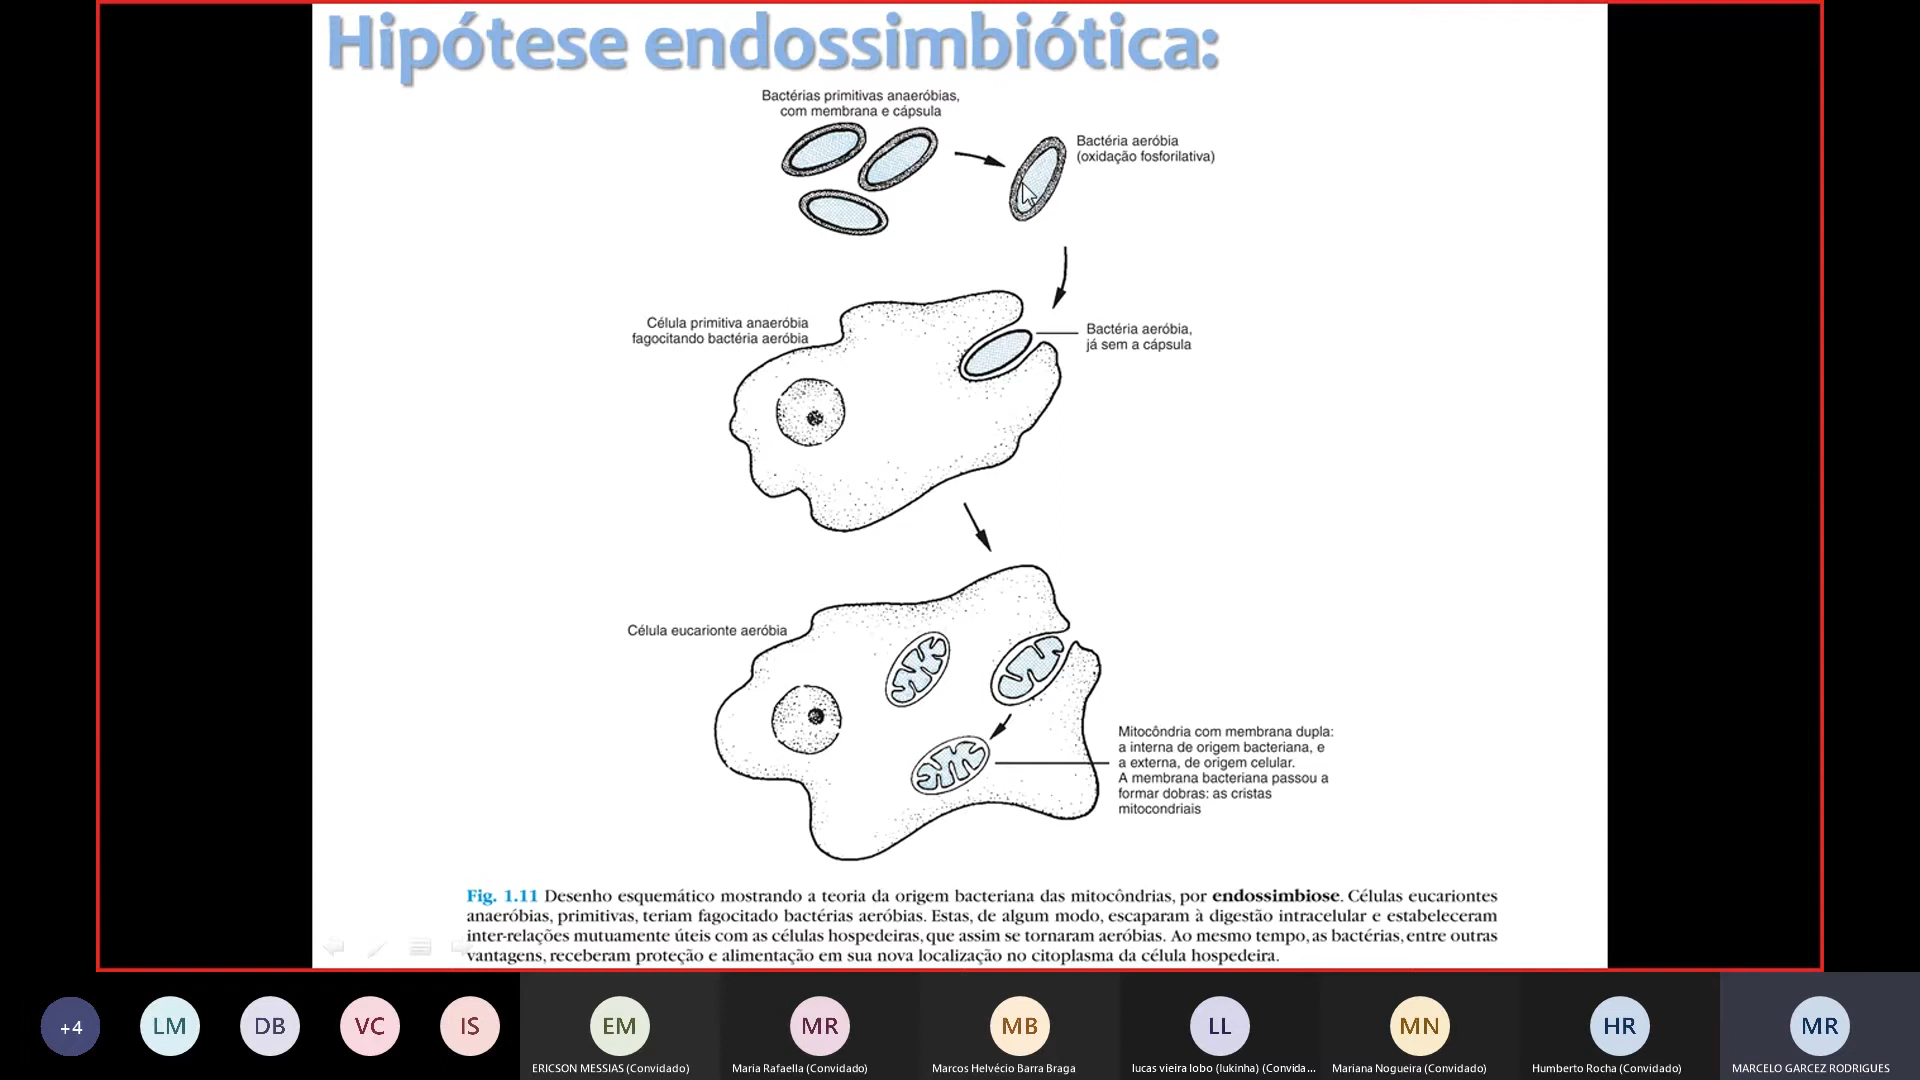 Hipótese endossimbiótica:
Bactérias primitivas anaeróbias,
com membrana e cápsula
Bactéria aeróbia
(oxidação fosforilativa)
Célula primitiva anaeróbia
fagocitando bactéria aeróbia
Bactéria aeróbia,
já sem a cápsula
Célula eucarionte aeróbia
Mitocôndria com membrana dupla:
a interna de origem bacteriana, e
a externa, de origem celular.
A membrana bacteriana passou a
formar dobras: as cristas
mitocondriais
Fig. 1.11 Desenho esquemático mostrando a teoria da origem bacteriana das mitocôndrias, por endossimbiose. Células eucariontes
anaeróbias, primitivas, teriam fagocitado bactérias aeróbias. Estas, de algum modo, escaparam à digestão intracelular e estabeleceram
inter-relações mutuamente úteis com as células hospedeiras, que assim se tornaram aeróbias. Ao mesmo tempo, as bactérias, entre outras
vantagens, receberam proteção e alimentação em sua nova localização no citoplasma da célula hospedeira.
+4
LM
DB
VC
IS
EM
MR
MB
LL
MN
HR
MR
ERICSON MESSIAS (Convidado)
Maria Rafaella (Convidado)
Marcos Helvécio Barra Braga
lucas vieira lobo (lukinha) (Convida...
Mariana Nogueira (Convidado)
Humberto Rocha (Convidado)
MARCELO GARCEZ RODRIGUES